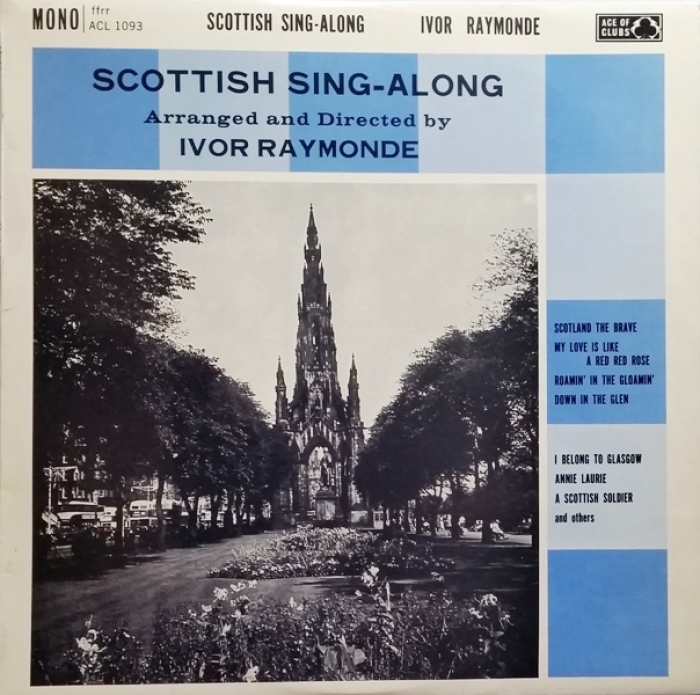 MONO ffrr
ACL 1093
SCOTTISH SING-ALONG
IVOR RAYMONDE
ACE OF
CLUBS
SCOTTISH SING-ALONG
Arranged and Directed by
IVOR RAYMONDE
SCOTLAND THE BRAVE
MY LOVE IS LIKE
A RED RED ROSE
ROAMIN' IN THE GLOAMIN'
DOWN IN THE GLEN
I BELONG TO GLASGOW
ANNIE LAURIE
A SCOTTISH SOLDIER
and others